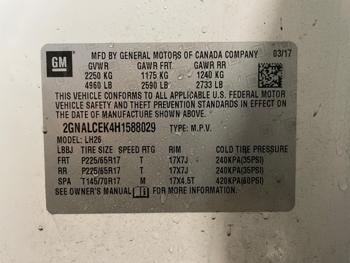 GM
MFD BY GENERAL MOTORS OF CANADA COMPANY 03/17
GVWR GAWR FRT GAWR RR
2250 KG 1175 KG 1240 KG
4960 LB 2590 LB 2733 LB
THIS VEHICLE CONFORMS TO ALL APPLICABLE U.S. FEDERAL MOTOR
VEHICLE SAFETY AND THEFT PREVENTION STANDARDS IN EFFECT ON
THE DATE OF MANUFACTURE SHOWN ABOVE.
2GNALCEK4H1588029 TYPE: M.P.V.
MODEL: LH26
LBBJ TIRE SIZE SPEED RTG RIM COLD TIRE PRESSURE
FRT P225/65R17 T 17X7J 240KPA(35PSI)
RR P225/65R17 T 17X7J 240KPA(35PSI)
SPA T145/70R17 M 17X4.5T 420KPA(60PSI)
SEE OWNER'S MANUAL FOR MORE INFORMATION.